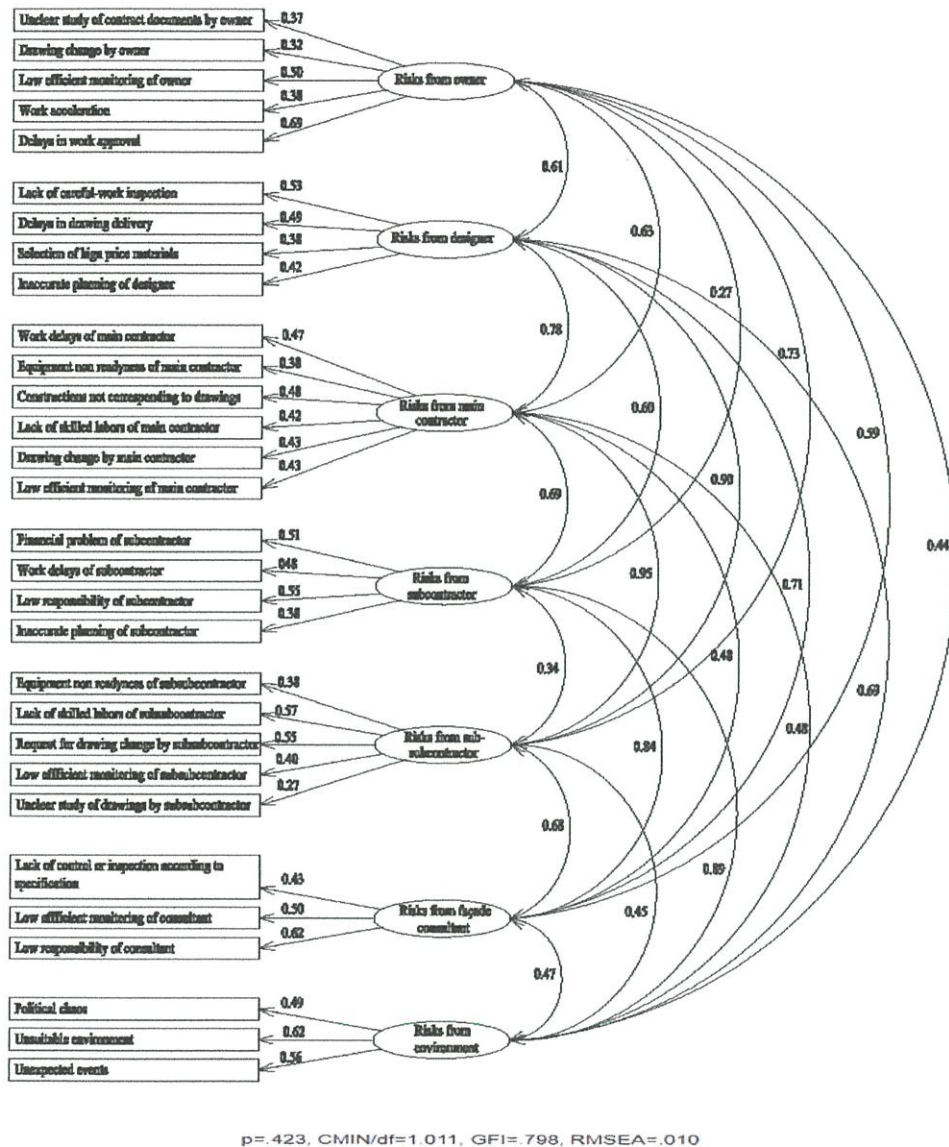 Unclear study of contract documents by owner
0.37
Drawing change by owner
0.32
Low efficient monitoring of owner
0.50
Work acceleration
0.38
Delays in work approval
0.69
Risks from owner
0.61
Lack of careful-work inspection
0.53
Delays in drawing delivery
0.49
Selection of higa price materials
0.38
Inaccurate planning of designer
0.42
Risks from designer
0.63
0.27
0.78
0.73
Work delays of main contractor
0.47
Equipment non readyness of main contractor
0.38
Constructions not corresponding to drawings
0.48
Lack of skilled labors of main contractor
0.42
Drawing change by main contractor
0.43
Low efficient monitoring of main contractor
0.43
Risks from main
contractor
0.60
0.59
0.90
0.69
0.44
Financial problem of subcontractor
0.51
Work delays of subcontractor
048
Low responsibility of subcontractor
0.55
Inaccurate planning of subcontractor
0.38
Risks from
subcontractor
0.95
0.71
0.48
0.34
0.69
Equipment non readyness of subsubcontractor
0.38
Lack of skilled labors of subsubcontractor
0.57
Request for drawing change by subsubcontractor
0.55
Low efficient monitoring of subsubcontractor
0.40
Unclear study of drawings by subsubcontractor
0.27
Risks from sub-
subcontractor
0.48
0.84
0.68
0.89
Lack of control or inspection according to
specification
0.43
Low efficient monitoring of consultant
0.50
Low responsibility of consultant
0.62
Risks from façade
consultant
0.45
0.47
Political chaos
0.49
Unsuitable environment
0.62
Unexpected events
0.56
Risks from
environment
p=.423, CMIN/df=1.011, GFI=.798, RMSEA=.010